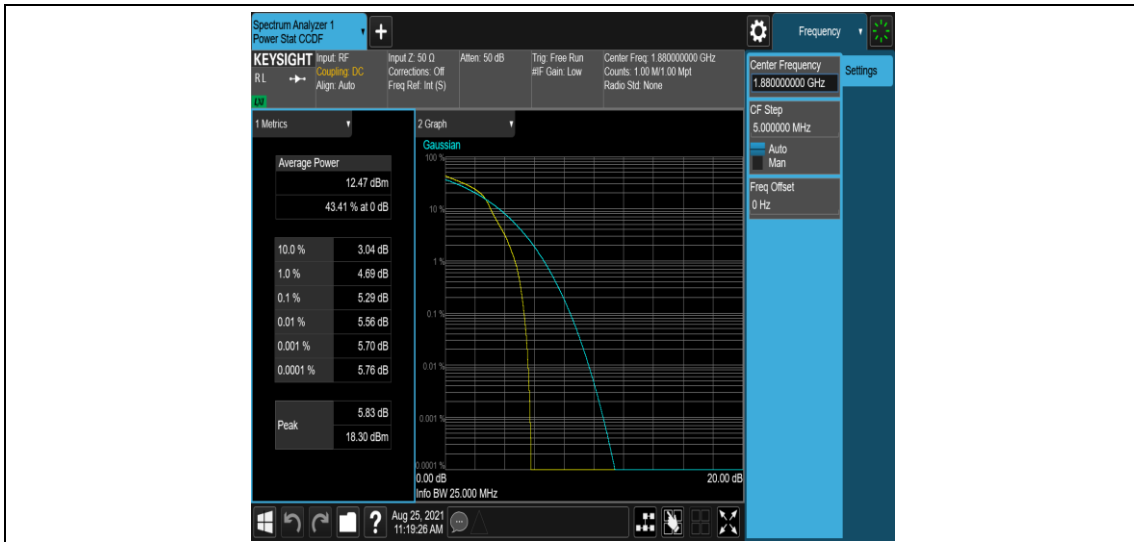 Spectrum Analyzer 1
Power Stat CCDF
+
Frequency
KEYSIGHT
RL
LXI
Input: RF
Coupling: DC
Align: Auto
Input Z: 50 Ω
Corrections: Off
Freq Ref: Int (S)
Atten: 50 dB
Trig: Free Run
#IF Gain: Low
Center Freq: 1.880000000 GHz
Counts: 1.00 M/1.00 Mpt
Radio Std: None
Center Frequency
1.880000000 GHz
Settings
CF Step
5.000000 MHz
Auto
Man
Freq Offset
0 Hz
1 Metrics
Average Power
12.47 dBm
43.41 % at 0 dB
10.0 % 3.04 dB
1.0 % 4.69 dB
0.1 % 5.29 dB
0.01 % 5.56 dB
0.001 % 5.70 dB
0.0001 % 5.76 dB
Peak
5.83 dB
18.30 dBm
2 Graph
Gaussian
100 %
10 %
1 %
0.1 %
0.01 %
0.001 %
0.0001 %
0.00 dB 20.00 dB
Info BW 25.000 MHz
?
Aug 25, 2021
11:19:26 AM